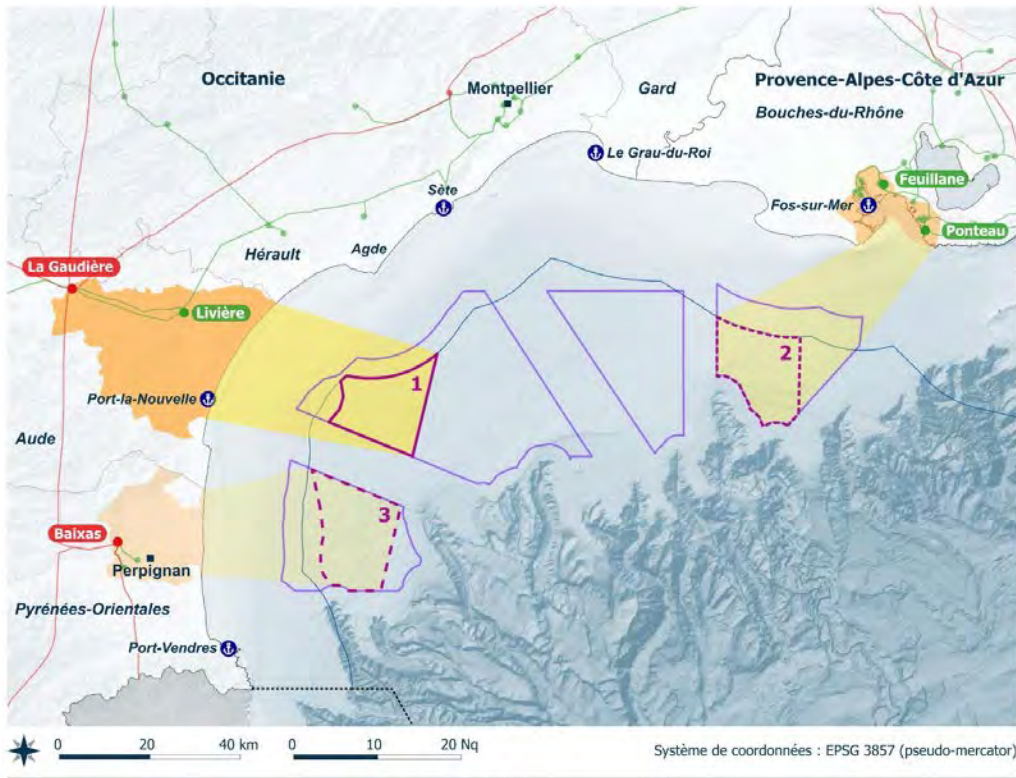 Occitanie
Montpellier
Gard
Provence-Alpes-Côte d'Azur
Bouches-du-Rhône
Le Grau-du-Roi
Feuillane
Sète
Fos-sur-Mer
Ponteau
Agde
Hérault
La Gaudière
Livière
1
2
Port-la-Nouvelle
Aude
3
Baixas
Perpignan
Pyrénées-Orientales
Port-Vendres
0 20 40 km 0 10 20 Nq
Système de coordonnées : EPSG 3857 (pseudo-mercator)